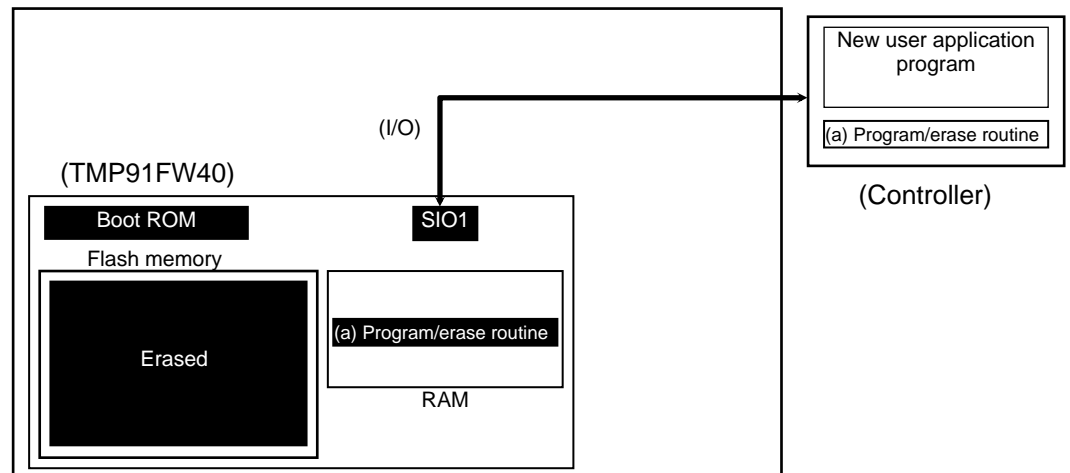 New user application
program
(I/O)
(a) Program/erase routine
(TMP91FW40)
(Controller)
Boot ROM
SIO1
Flash memory
(a) Program/erase routine
Erased
RAM